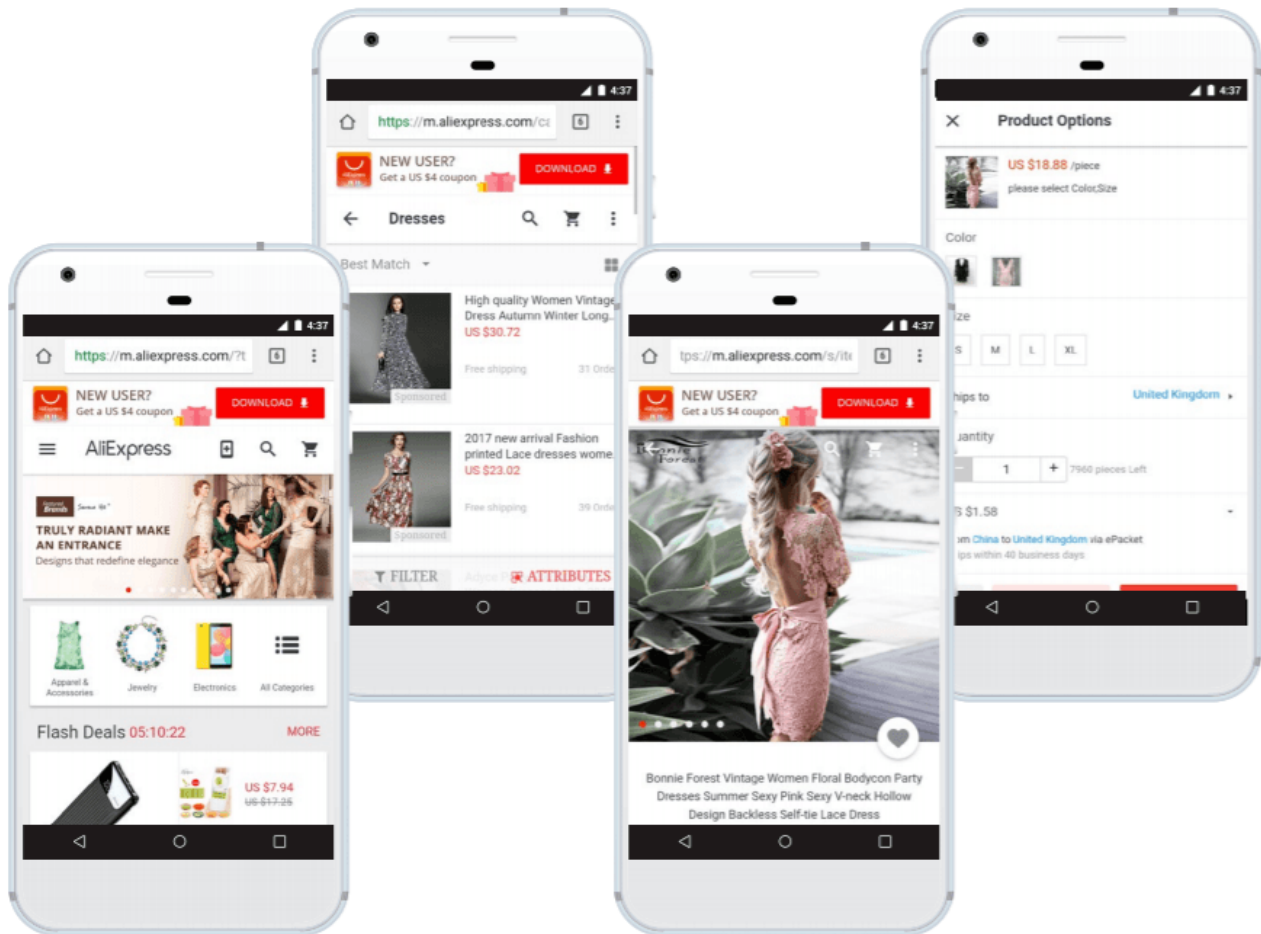 4:37
https://m.aliexpress.com/?t
6
NEW USER?
Get a US $4 coupon
DOWNLOAD
AliExpress
TRULY RADIANT MAKE
AN ENTRANCE
Designs that redefine elegance
Apparel &
Accessories
Jewelry
Electronics
All Categories
Flash Deals 05:10:22
MORE
US $7.94
US $17.25
4:37
https://m.aliexpress.com/ca
6
NEW USER?
Get a US $4 coupon
DOWNLOAD
Dresses
Best Match
High quality Women Vintage
Dress Autumn Winter Long..
US $30.72
Free shipping
31 Orde
Sponsored
2017 new arrival Fashion
printed Lace dresses wome..
US $23.02
Free shipping
39 Orde
Sponsored
FILTER
ATTRIBUTES
4:37
tps://m.aliexpress.com/s/ite
6
NEW USER?
Get a US $4 coupon
DOWNLOAD
Bonnie
Forest
Bonnie Forest Vintage Women Floral Bodycon Party
Dresses Summer Sexy Pink Sexy V-neck Hollow
Design Backless Self-tie Lace Dress
4:37
Product Options
US $18.88 /piece
please select Color,Size
Color
ize
S
M
L
XL
hips to
United Kingdom
uantity
1
+
7960 pieces Left
S $1.58
om China to United Kingdom via ePacket
ips within 40 business days